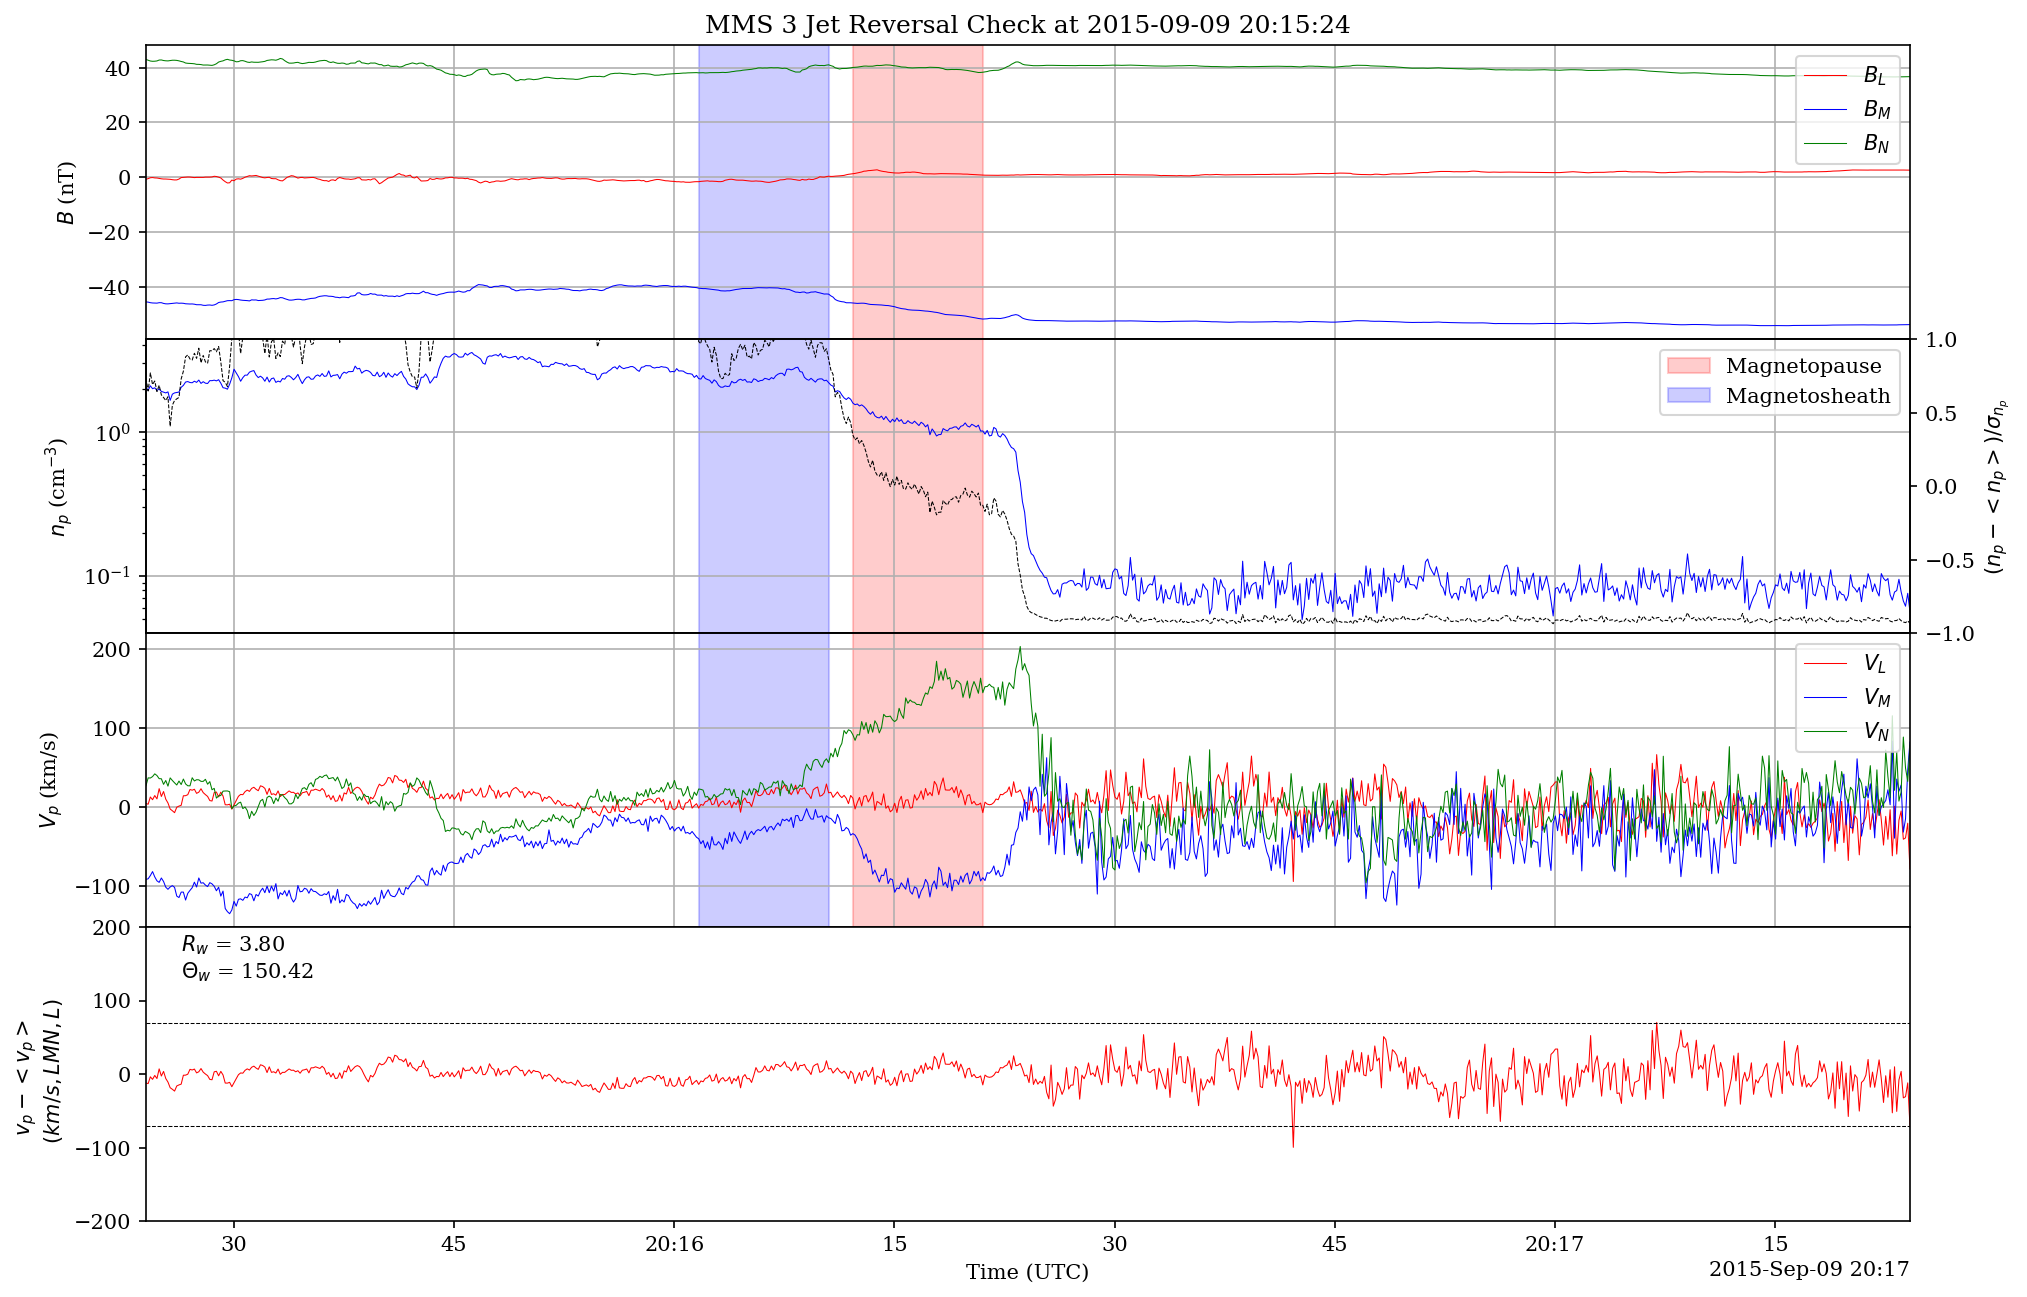 MMS 3 Jet Reversal Check at 2015-09-09 20:15:24
40
20
0
−20
−40
B (nT)
B_L
B_M
B_N
10^0
10^{−1}
n_p (cm^{−3})
1.0
0.5
0.0
−0.5
−1.0
(n_p − < n_p >)/σ_{n_p}
Magnetopause
Magnetosheath
200
100
0
−100
V_p (km/s)
V_L
V_M
V_N
200
100
0
−100
−200
v_p − < v_p >
(km/s, LMN, L)
R_w = 3.80
Θ_w = 150.42
30 45 20:16 15 30 45 20:17 15
Time (UTC)
2015-Sep-09 20:17